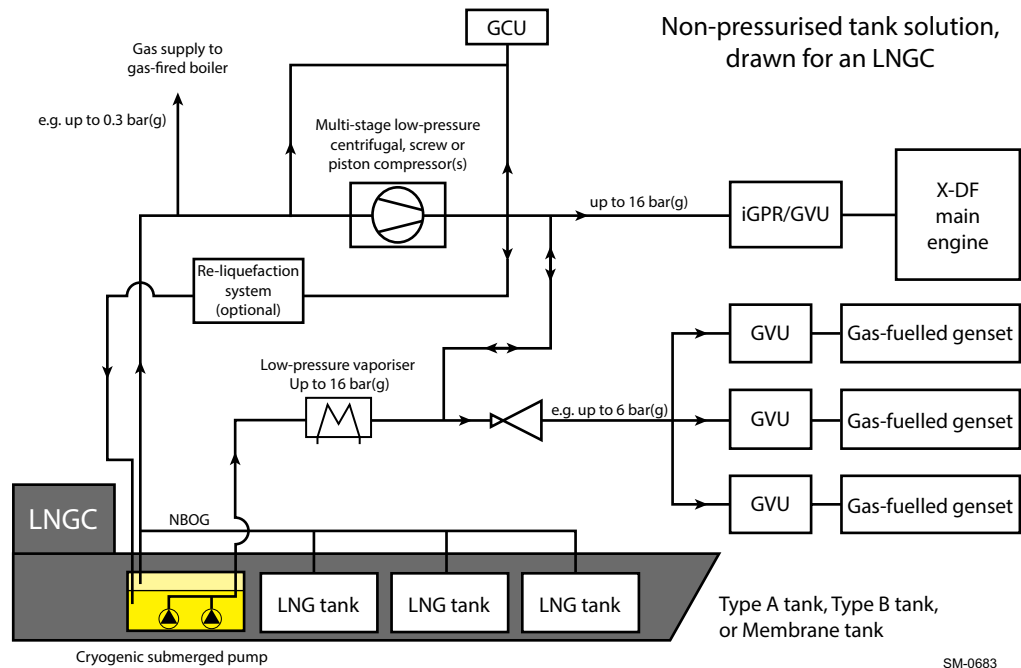 GCU
Non-pressurised tank solution,
drawn for an LNGC
Gas supply to
gas-fired boiler
e.g. up to 0.3 bar(g)
Multi-stage low-pressure
centrifugal, screw or
piston compressor(s)
up to 16 bar(g)
iGPR/GVU
X-DF
main
engine
Re-liquefaction
system
(optional)
Low-pressure vaporiser
Up to 16 bar(g)
e.g. up to 6 bar(g)
GVU
Gas-fuelled genset
GVU
Gas-fuelled genset
GVU
Gas-fuelled genset
LNGC
NBOG
LNG tank
LNG tank
LNG tank
Type A tank, Type B tank,
or Membrane tank
Cryogenic submerged pump
SM-0683